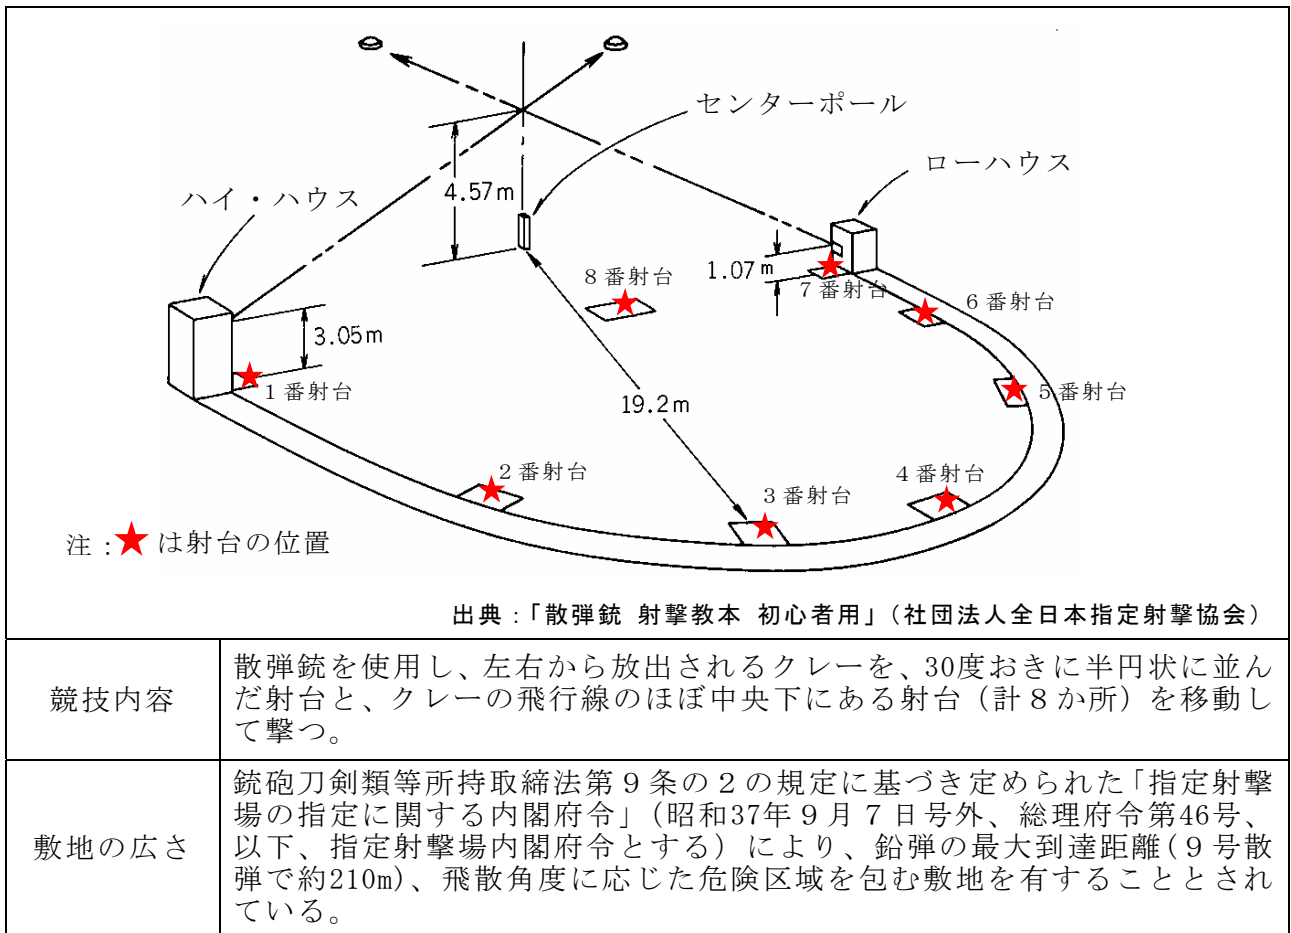 センターポール
ローハウス
ハイ・ハウス
4.57m
1.07m
8番射台
7番射台
6番射台
3.05m
1番射台
5番射台
19.2m
2番射台
3番射台
4番射台
注:★は射台の位置
出典:「散弾銃 射撃教本 初心者用」(社団法人全日本指定射撃協会)
競技内容
散弾銃を使用し、左右から放出されるクレーを、30度おきに半円状に並ん
だ射台と、クレーの飛行線のほぼ中央下にある射台(計8か所)を移動し
て撃つ。
敷地の広さ
銃砲刀剣類等所持取締法第9条の2の規定に基づき定められた「指定射撃
場の指定に関する内閣府令」(昭和37年9月7日号外、総理府令第46号、
以下、指定射撃場内閣府令とする)により、鉛弾の最大到達距離(9号散
弾で約210m)、飛散角度に応じた危険区域を包む敷地を有することとされ
ている。